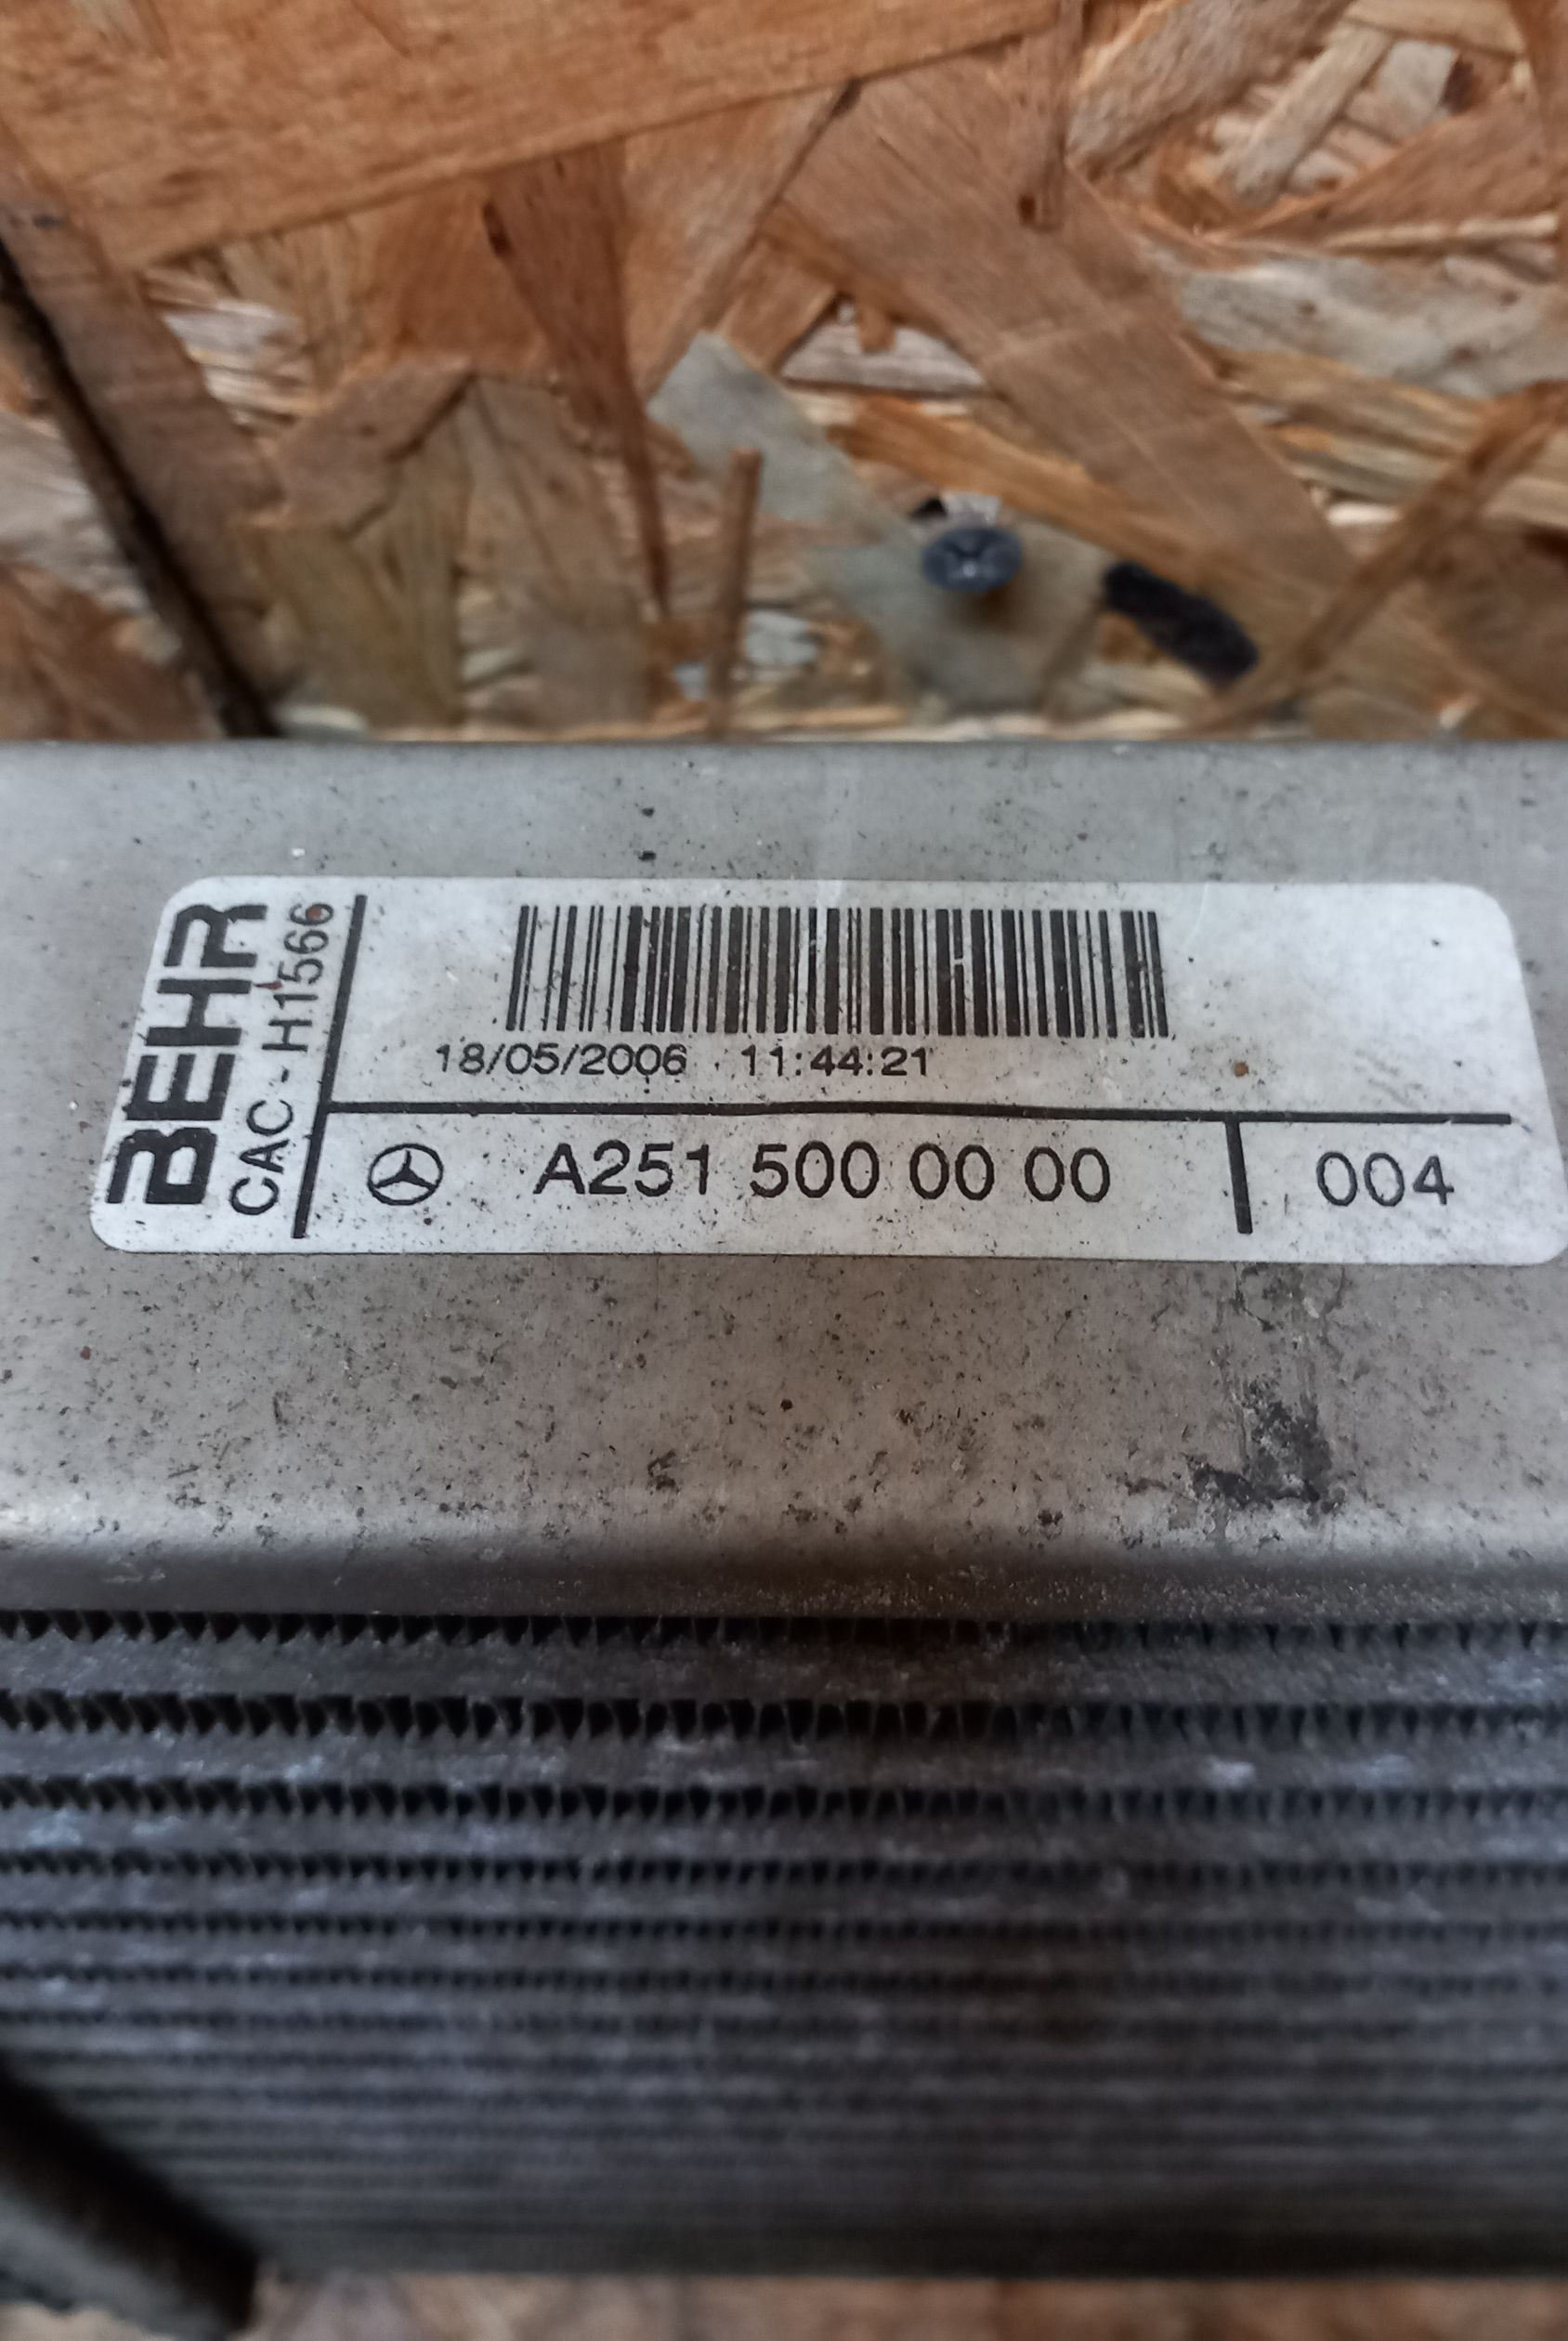 BEHR
CAC - H1566
18/05/2006 11:44:21
A251 500 00 00
004